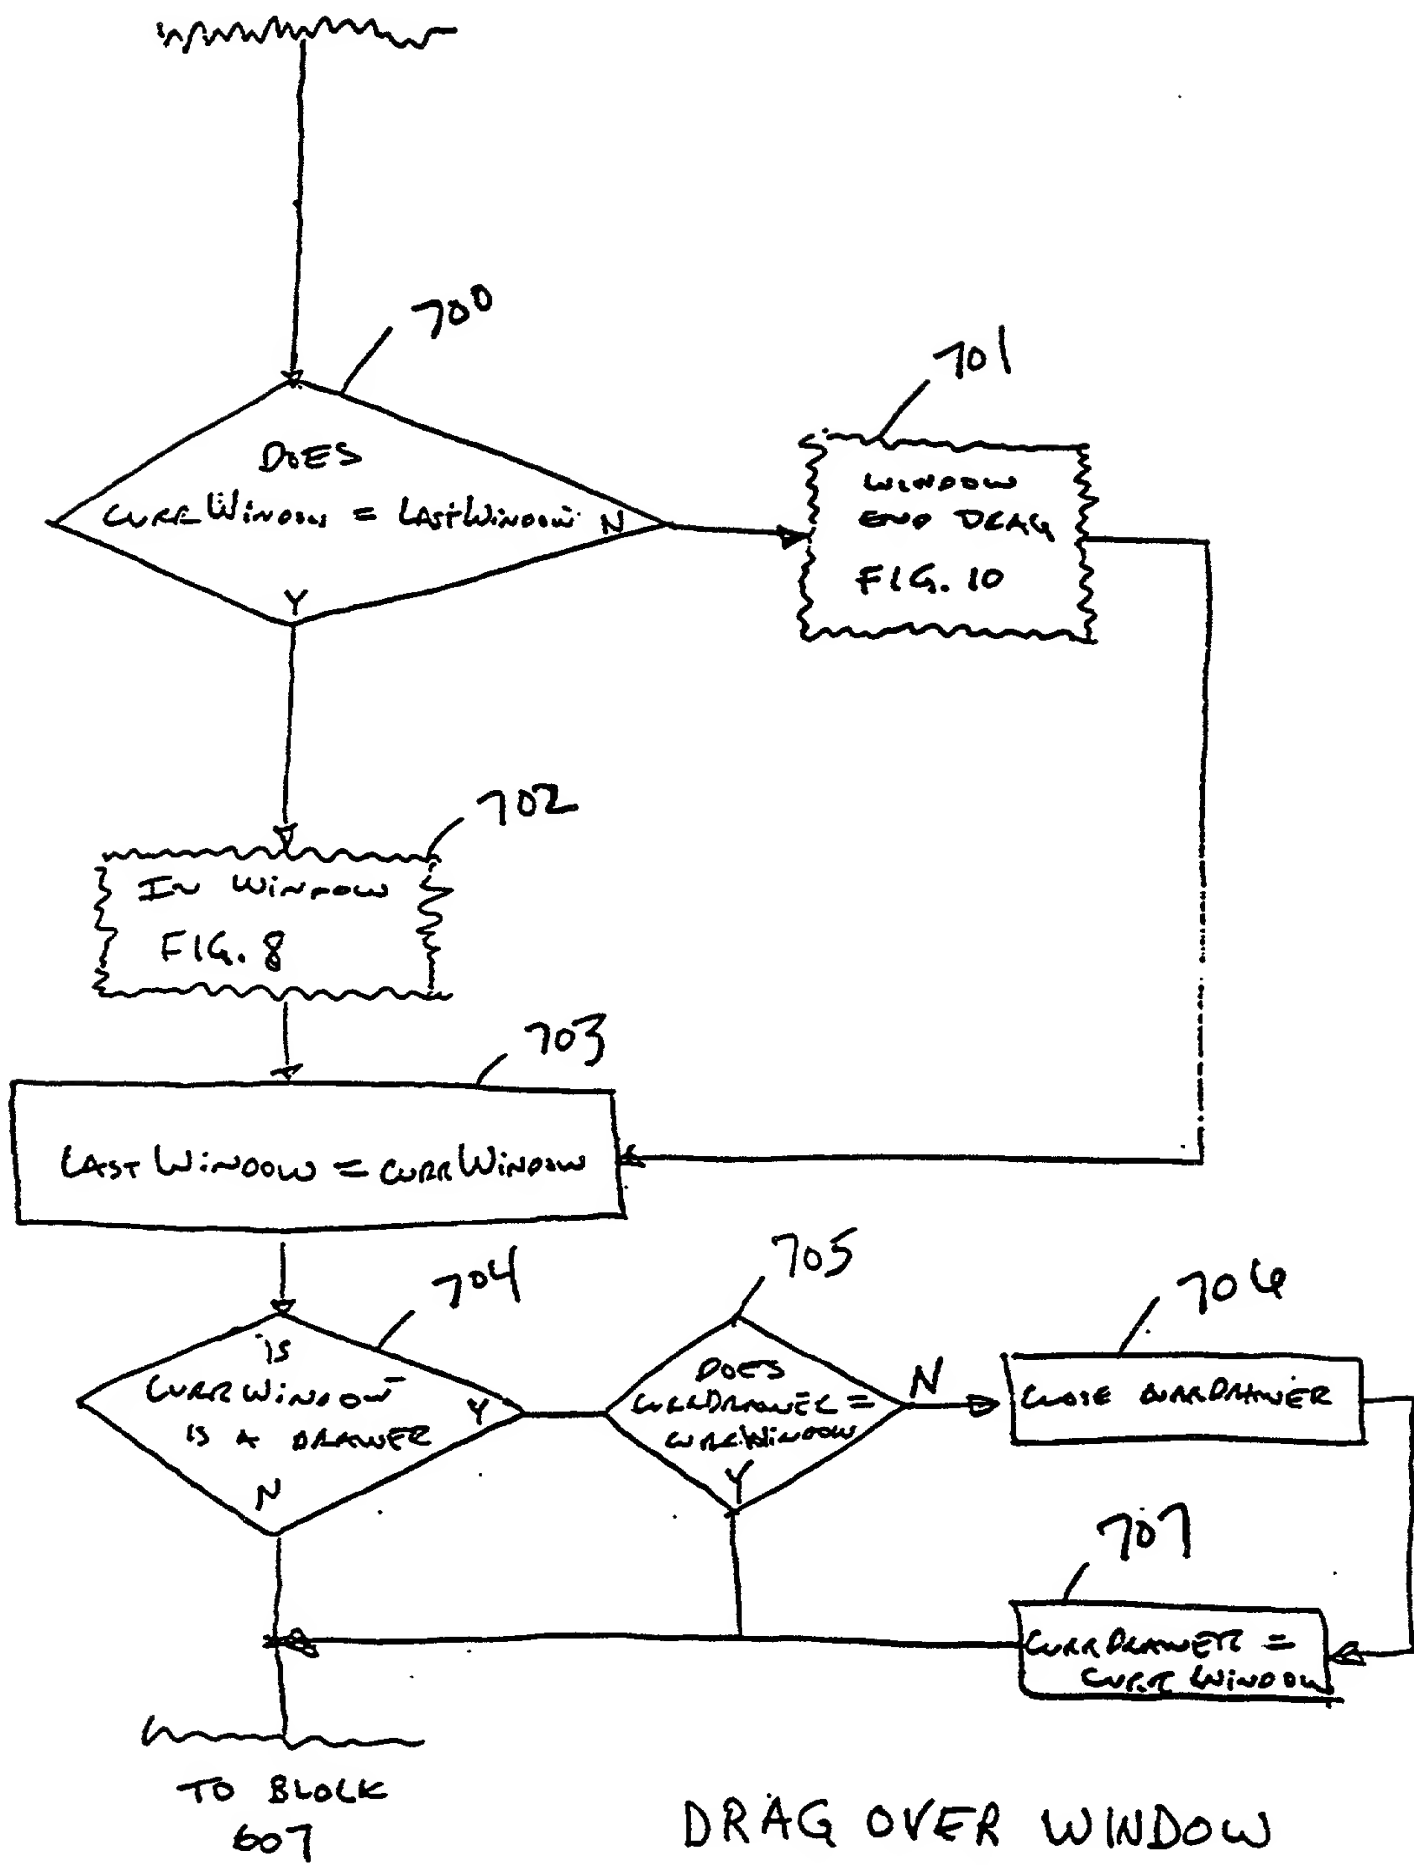 700
DOES
CURRWINDOW = LASTWINDOW N
Y
701
WINDOW
END DRAG
FIG. 10
702
IN WINDOW
FIG. 8
703
LASTWINDOW = CURRWINDOW
704
IS
CURRWINDOW
IS A DRAWER
Y
N
705
DOES
CURRDRAWER =
CURRWINDOW
N
Y
706
CLOSE CURRDRAWER
707
CURRDRAWER =
CURRWINDOW
TO BLOCK
607
DRAG OVER WINDOW